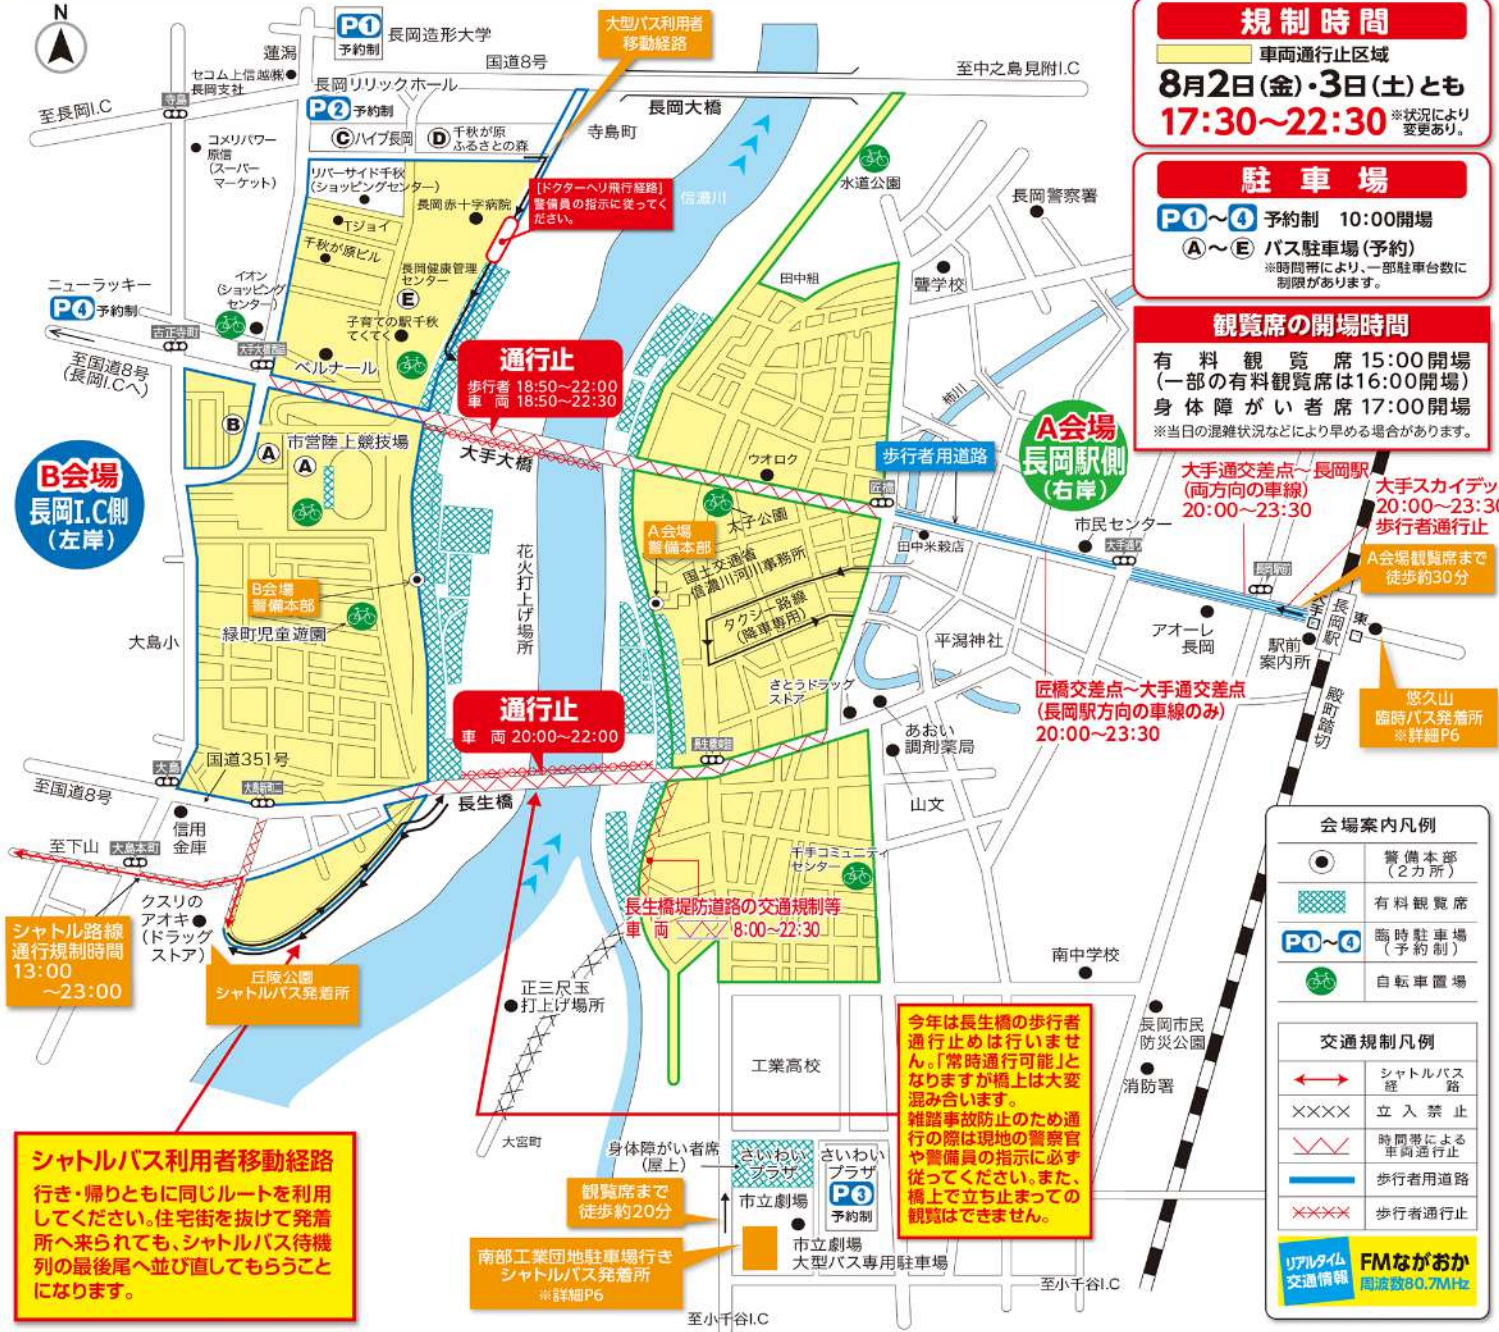 N
P1
予約制
長岡造形大学
大型バス利用者
移動経路
国道8号
至中之島見附I.C
蓮潟
セコム上信越㈱
長岡支社
長岡リリックホール
P2 予約制
至長岡I.C
寺島
長岡大橋
寺島町
Ⓒハイブ長岡
Ⓓ千秋が原
ふるさとの森
コメリパワー
原信
(スーパー
マーケット)
リバーサイド千秋
(ショッピングセンター)
[ドクターヘリ飛行経路]
警備員の指示に従ってく
ださい。
長岡赤十字病院
信濃川
水道公園
長岡警察署
Tジョイ
千秋が原ビル
長岡健康管理
センター
Ⓔ
田中組
聾学校
ニューラッキー
P4 予約制
イオン
(ショッピング
センター)
古正寺町
子育ての駅千秋
てくてく
至国道8号
(長岡I.Cへ)
ベルナール
通行止
歩行者 18:50〜22:00
車 両 18:50〜22:30
柿川
規制時間
車両通行止区域
8月2日(金)・3日(土)とも
17:30〜22:30 ※状況により
変更あり。
駐車場
P1〜4 予約制 10:00開場
Ⓐ〜Ⓔ バス駐車場(予約)
※時間帯により、一部駐車台数に
制限があります。
観覧席の開場時間
有料観覧席 15:00開場
(一部の有料観覧席は16:00開場)
身体障がい者席 17:00開場
※当日の混雑状況などにより早める場合があります。
Ⓑ
Ⓐ
市営陸上競技場
Ⓐ
大手大橋
ウオロク
歩行者用道路
A会場
長岡駅側
(右岸)
B会場
長岡I.C側
(左岸)
匠橋
大手通交差点〜長岡駅
(両方向の車線)
20:00〜23:30
大手スカイデッ
20:00〜23:30
歩行者通行止
太子公園
A会場
警備本部
田中米穀店
市民センター
大手通り
A会場観覧席まで
徒歩約30分
花火打上げ場所
国土交通省
信濃川河川事務所
B会場
警備本部
タクシー路線
(降車専用)
緑町児童遊園
大島小
平潟神社
アオーレ
長岡
駅前
案内所
大手口
長岡駅
東口
さとうドラッグ
ストア
匠橋交差点〜大手通交差点
(長岡駅方向の車線のみ)
20:00〜23:30
悠久山
臨時バス発着所
※詳細P6
殿町踏切
通行止
車 両 20:00〜22:00
あおい
調剤薬局
長生橋東詰
国道351号
大島
至国道8号
長生橋
山文
信用
金庫
至下山
大島本町
千手コミュニティ
センター
クスリの
アオキ
(ドラッグ
ストア)
長生橋堤防道路の交通規制等
車 両 8:00〜22:30
シャトル路線
通行規制時間
13:00
〜23:00
丘陵公園
シャトルバス発着所
正三尺玉
打上げ場所
南中学校
長岡市民
防災公園
工業高校
消防署
今年は長生橋の歩行者
通行止めは行いませ
ん。「常時通行可能」と
なりますが橋上は大変
混み合います。
雑踏事故防止のため通
行の際は現地の警察官
や警備員の指示に必ず
従ってください。また、
橋上で立ち止まっての
観覧はできません。
大宮町
身体障がい者席
(屋上)
さいわい
プラザ
さいわい
プラザ
P3
予約制
観覧席まで
徒歩約20分
市立劇場
市立劇場
大型バス専用駐車場
南部工業団地駐車場行き
シャトルバス発着所
※詳細P6
至小千谷I.C
至小千谷I.C
シャトルバス利用者移動経路
行き・帰りともに同じルートを利用
してください。住宅街を抜けて発着
所へ来られても、シャトルバス待機
列の最後尾へ並び直してもらうこと
になります。
会場案内凡例
警備本部
(2カ所)
有料観覧席
P1〜4 臨時駐車場
(予約制)
自転車置場
交通規制凡例
シャトルバス
経路
立入禁止
時間帯による
車両通行止
歩行者用道路
歩行者通行止
リアルタイム
交通情報
FMながおか
周波数80.7MHz